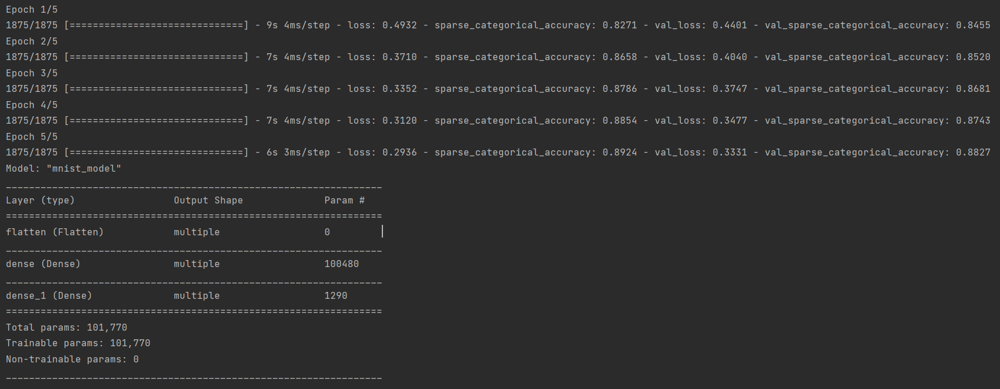 Epoch 1/5
1875/1875 [==============================] - 9s 4ms/step - loss: 0.4932 - sparse_categorical_accuracy: 0.8271 - val_loss: 0.4401 - val_sparse_categorical_accuracy: 0.8455
Epoch 2/5
1875/1875 [==============================] - 7s 4ms/step - loss: 0.3710 - sparse_categorical_accuracy: 0.8658 - val_loss: 0.4040 - val_sparse_categorical_accuracy: 0.8520
Epoch 3/5
1875/1875 [==============================] - 7s 4ms/step - loss: 0.3352 - sparse_categorical_accuracy: 0.8786 - val_loss: 0.3747 - val_sparse_categorical_accuracy: 0.8681
Epoch 4/5
1875/1875 [==============================] - 7s 4ms/step - loss: 0.3120 - sparse_categorical_accuracy: 0.8854 - val_loss: 0.3477 - val_sparse_categorical_accuracy: 0.8743
Epoch 5/5
1875/1875 [==============================] - 6s 3ms/step - loss: 0.2936 - sparse_categorical_accuracy: 0.8924 - val_loss: 0.3331 - val_sparse_categorical_accuracy: 0.8827
Model: "mnist_model"
_________________________________________________________________
Layer (type)                 Output Shape              Param #
=================================================================
flatten (Flatten)            multiple                  0
_________________________________________________________________
dense (Dense)                multiple                  100480
_________________________________________________________________
dense_1 (Dense)              multiple                  1290
=================================================================
Total params: 101,770
Trainable params: 101,770
Non-trainable params: 0
_________________________________________________________________